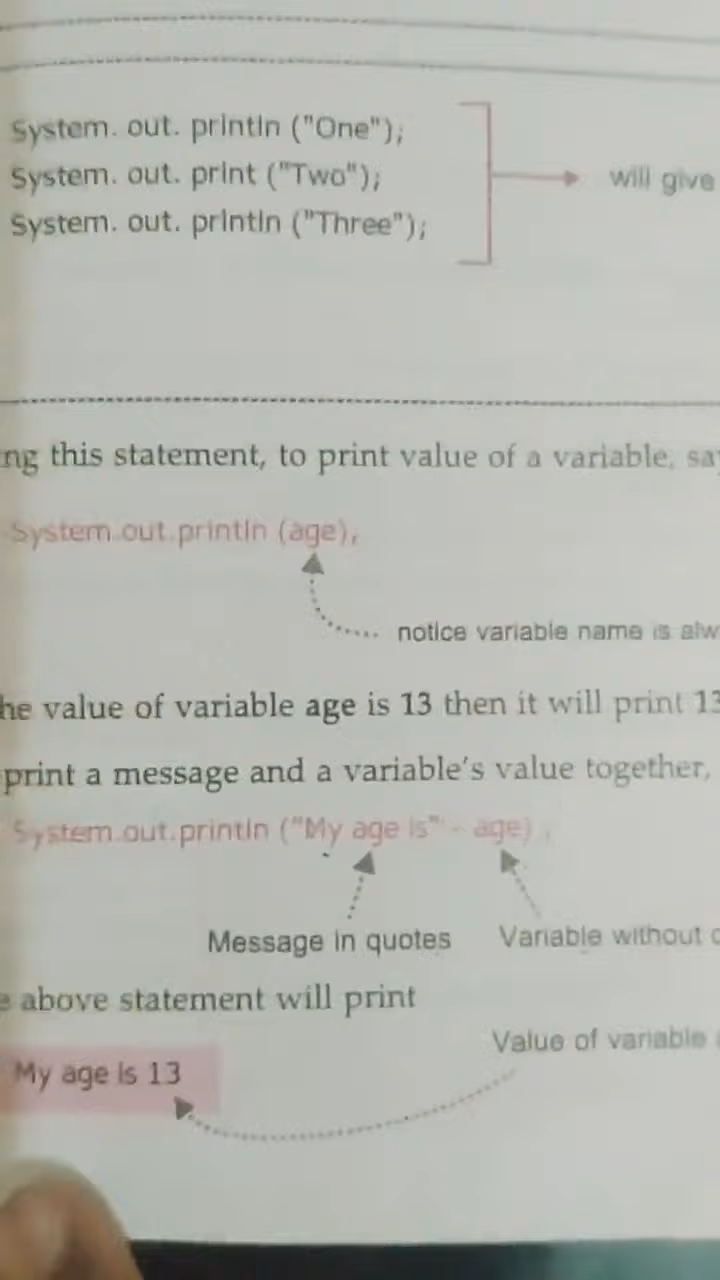 System. out. println ("One");
System. out. print ("Two");
System. out. println ("Three");
will give
ng this statement, to print value of a variable, sa
System.out.println (age);
notice variable name is alw
he value of variable age is 13 then it will print 13
print a message and a variable's value together,
System.out.println ("My age is" + age) ;
Message in quotes
Variable without
e above statement will print
Value of variable
My age is 13